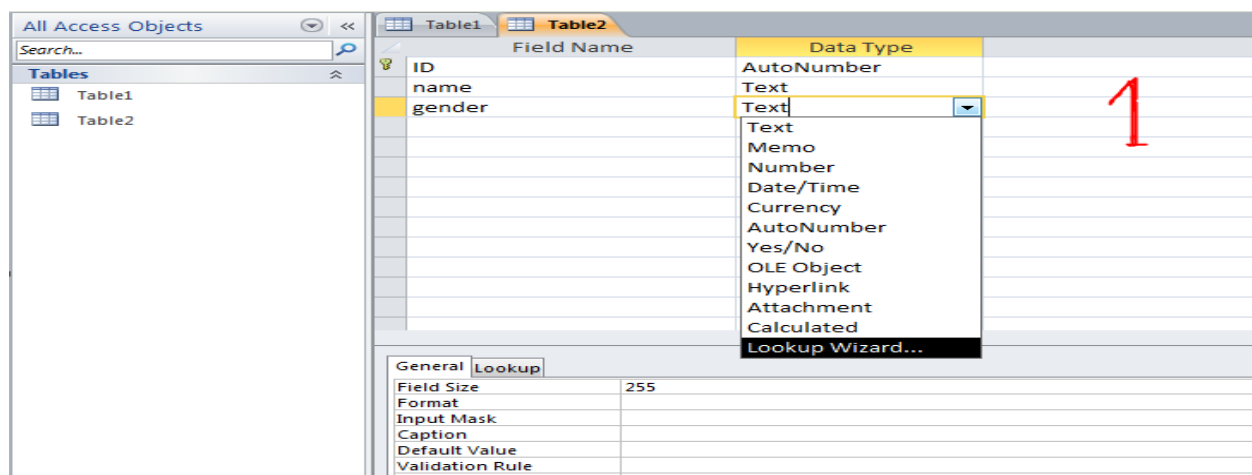 All Access Objects
Search...
Tables
Table1
Table2
Table1 Table2
Field Name Data Type
ID AutoNumber
name Text
gender Text
Text
Memo
Number
Date/Time
Currency
AutoNumber
Yes/No
OLE Object
Hyperlink
Attachment
Calculated
Lookup Wizard...
1
General Lookup
Field Size 255
Format
Input Mask
Caption
Default Value
Validation Rule